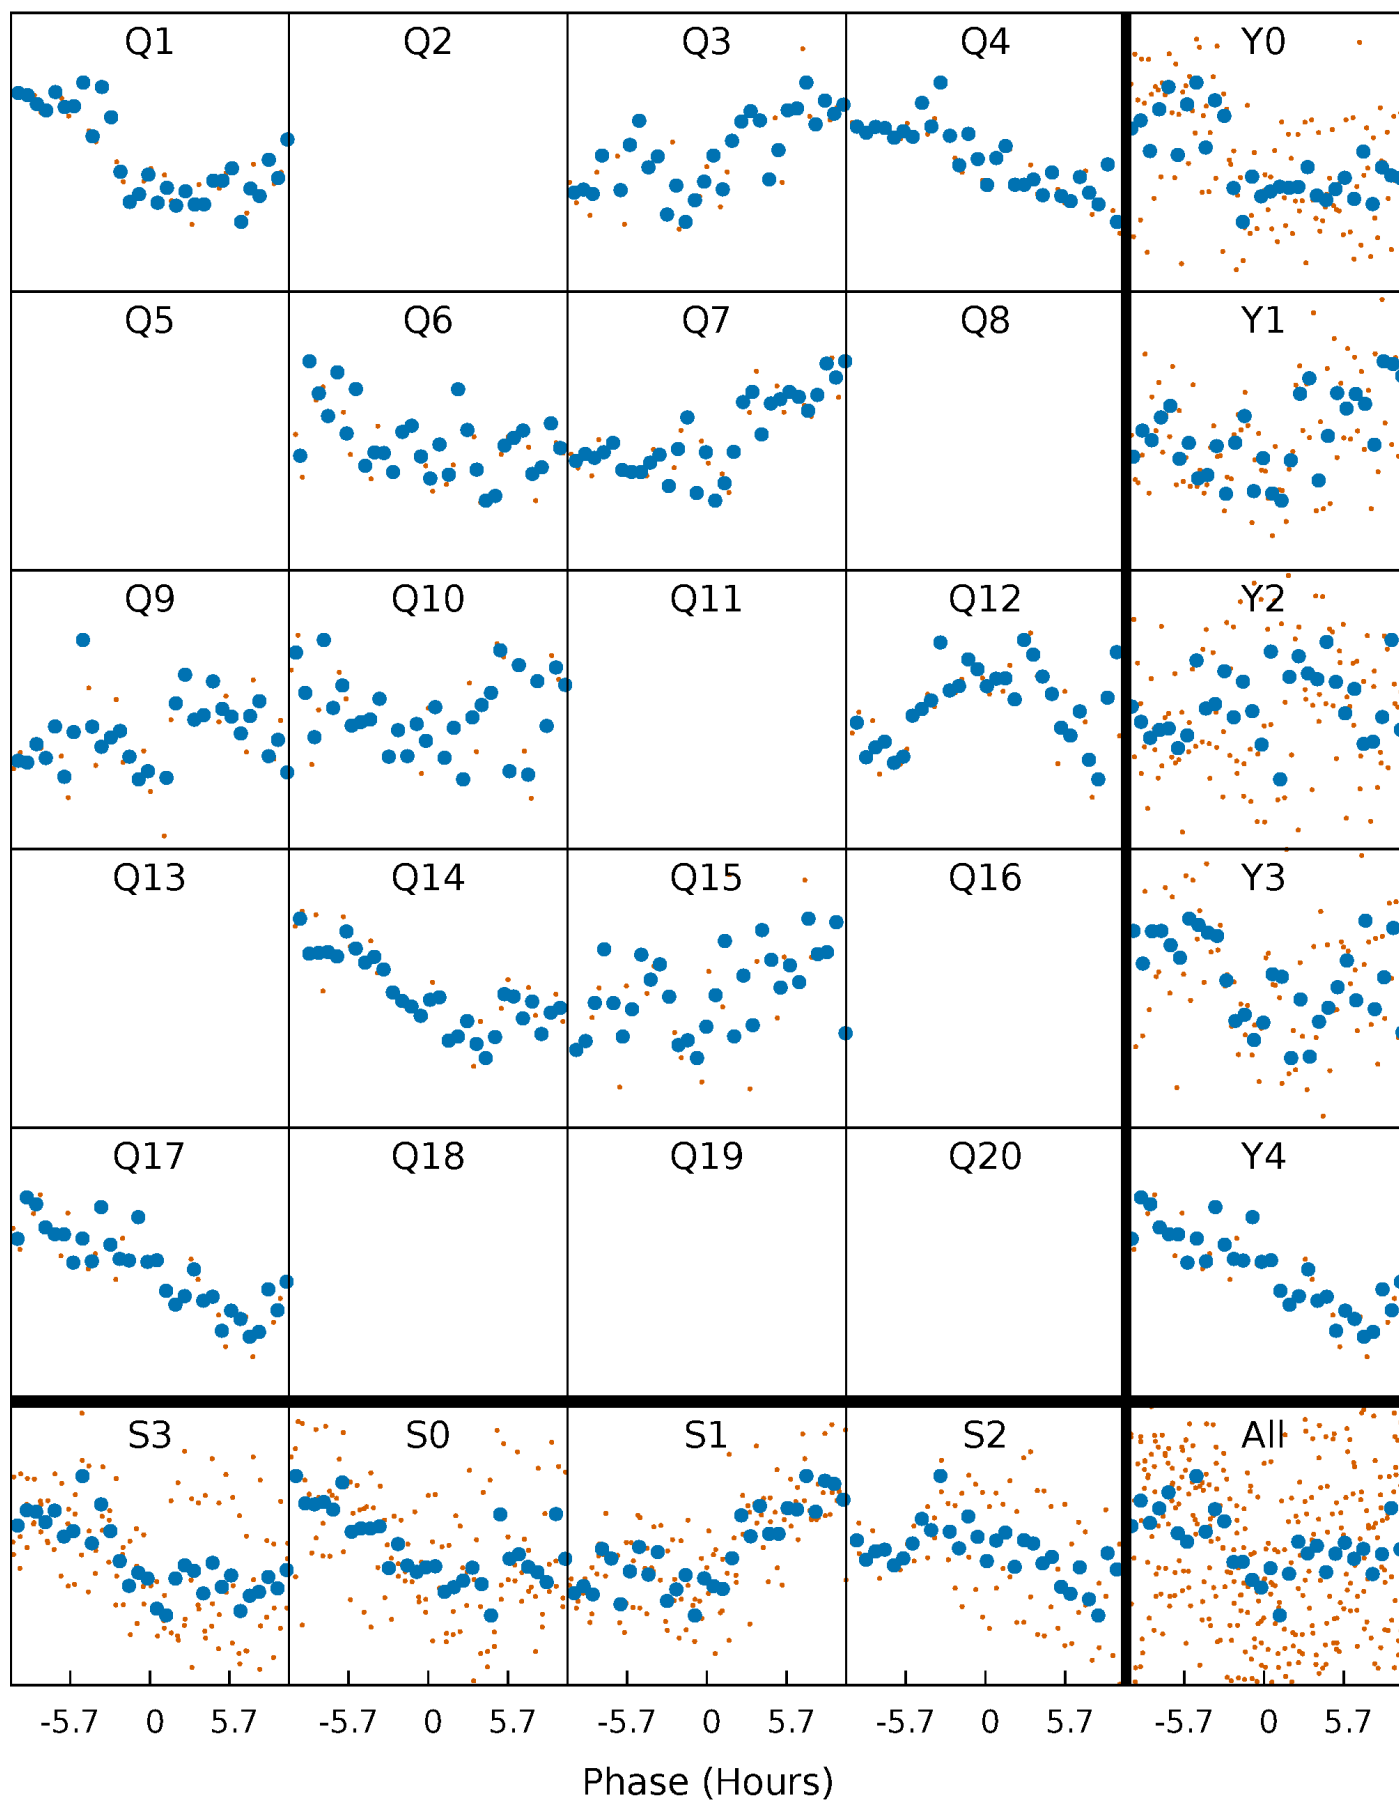 Q1 Q2 Q3 Q4 Y0
Q5 Q6 Q7 Q8 Y1
Q9 Q10 Q11 Q12 Y2
Q13 Q14 Q15 Q16 Y3
Q17 Q18 Q19 Q20 Y4
S3 S0 S1 S2 All
-5.7 0 5.7 -5.7 0 5.7 -5.7 0 5.7 -5.7 0 5.7 -5.7 0 5.7
Phase (Hours)